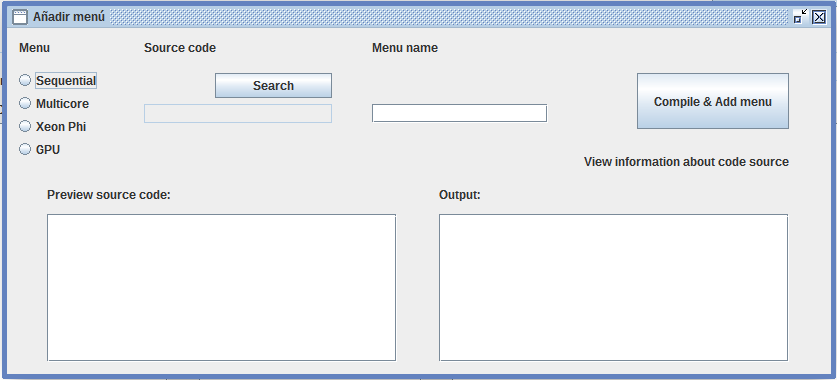 Añadir menú
Menu
Source code
Menu name
Sequential
Search
Multicore
Compile & Add menu
Xeon Phi
GPU
View information about code source
Preview source code:
Output: